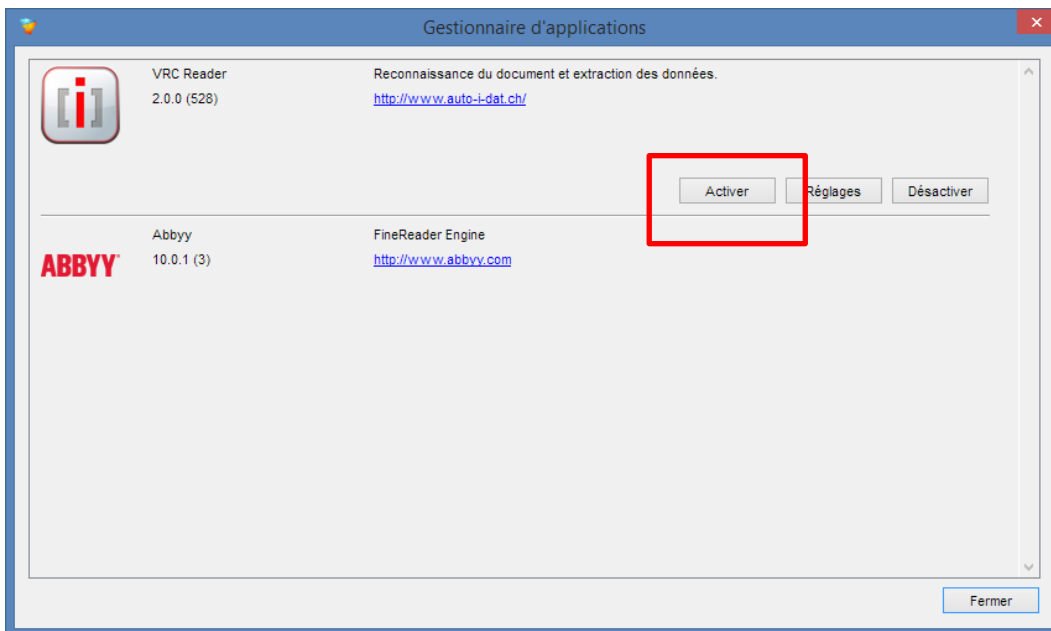 Gestionnaire d'applications
VRC Reader
Reconnaissance du document et extraction des données.
2.0.0 (528)
http://www.auto-i-dat.ch/
[i]
Activer
Réglages
Désactiver
Abbyy
FineReader Engine
ABBYY
10.0.1 (3)
http://www.abbyy.com
Fermer